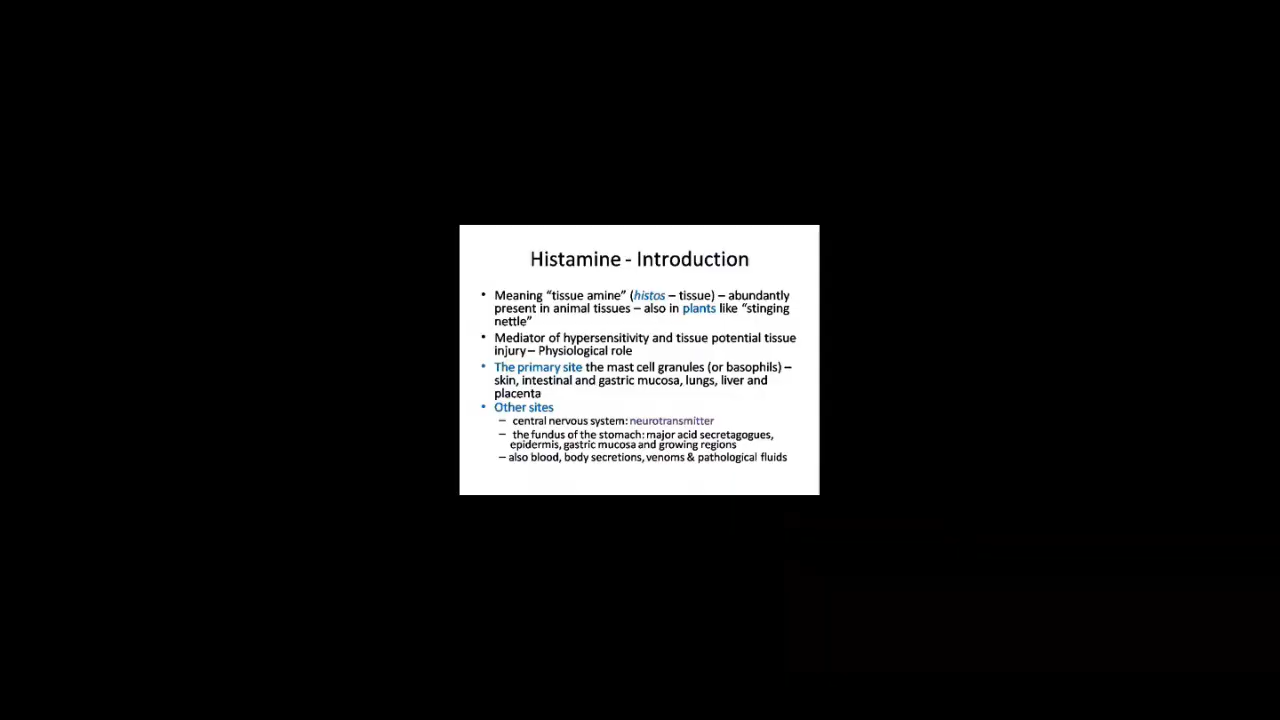 Histamine - Introduction
• Meaning “tissue amine” (histos – tissue) – abundantly
present in animal tissues – also in plants like “stinging
nettle”
• Mediator of hypersensitivity and tissue potential tissue
injury – Physiological role
• The primary site the mast cell granules (or basophils) –
skin, intestinal and gastric mucosa, lungs, liver and
placenta
• Other sites
– central nervous system: neurotransmitter
– the fundus of the stomach: major acid secretagogues,
epidermis, gastric mucosa and growing regions
– also blood, body secretions, venoms & pathological fluids